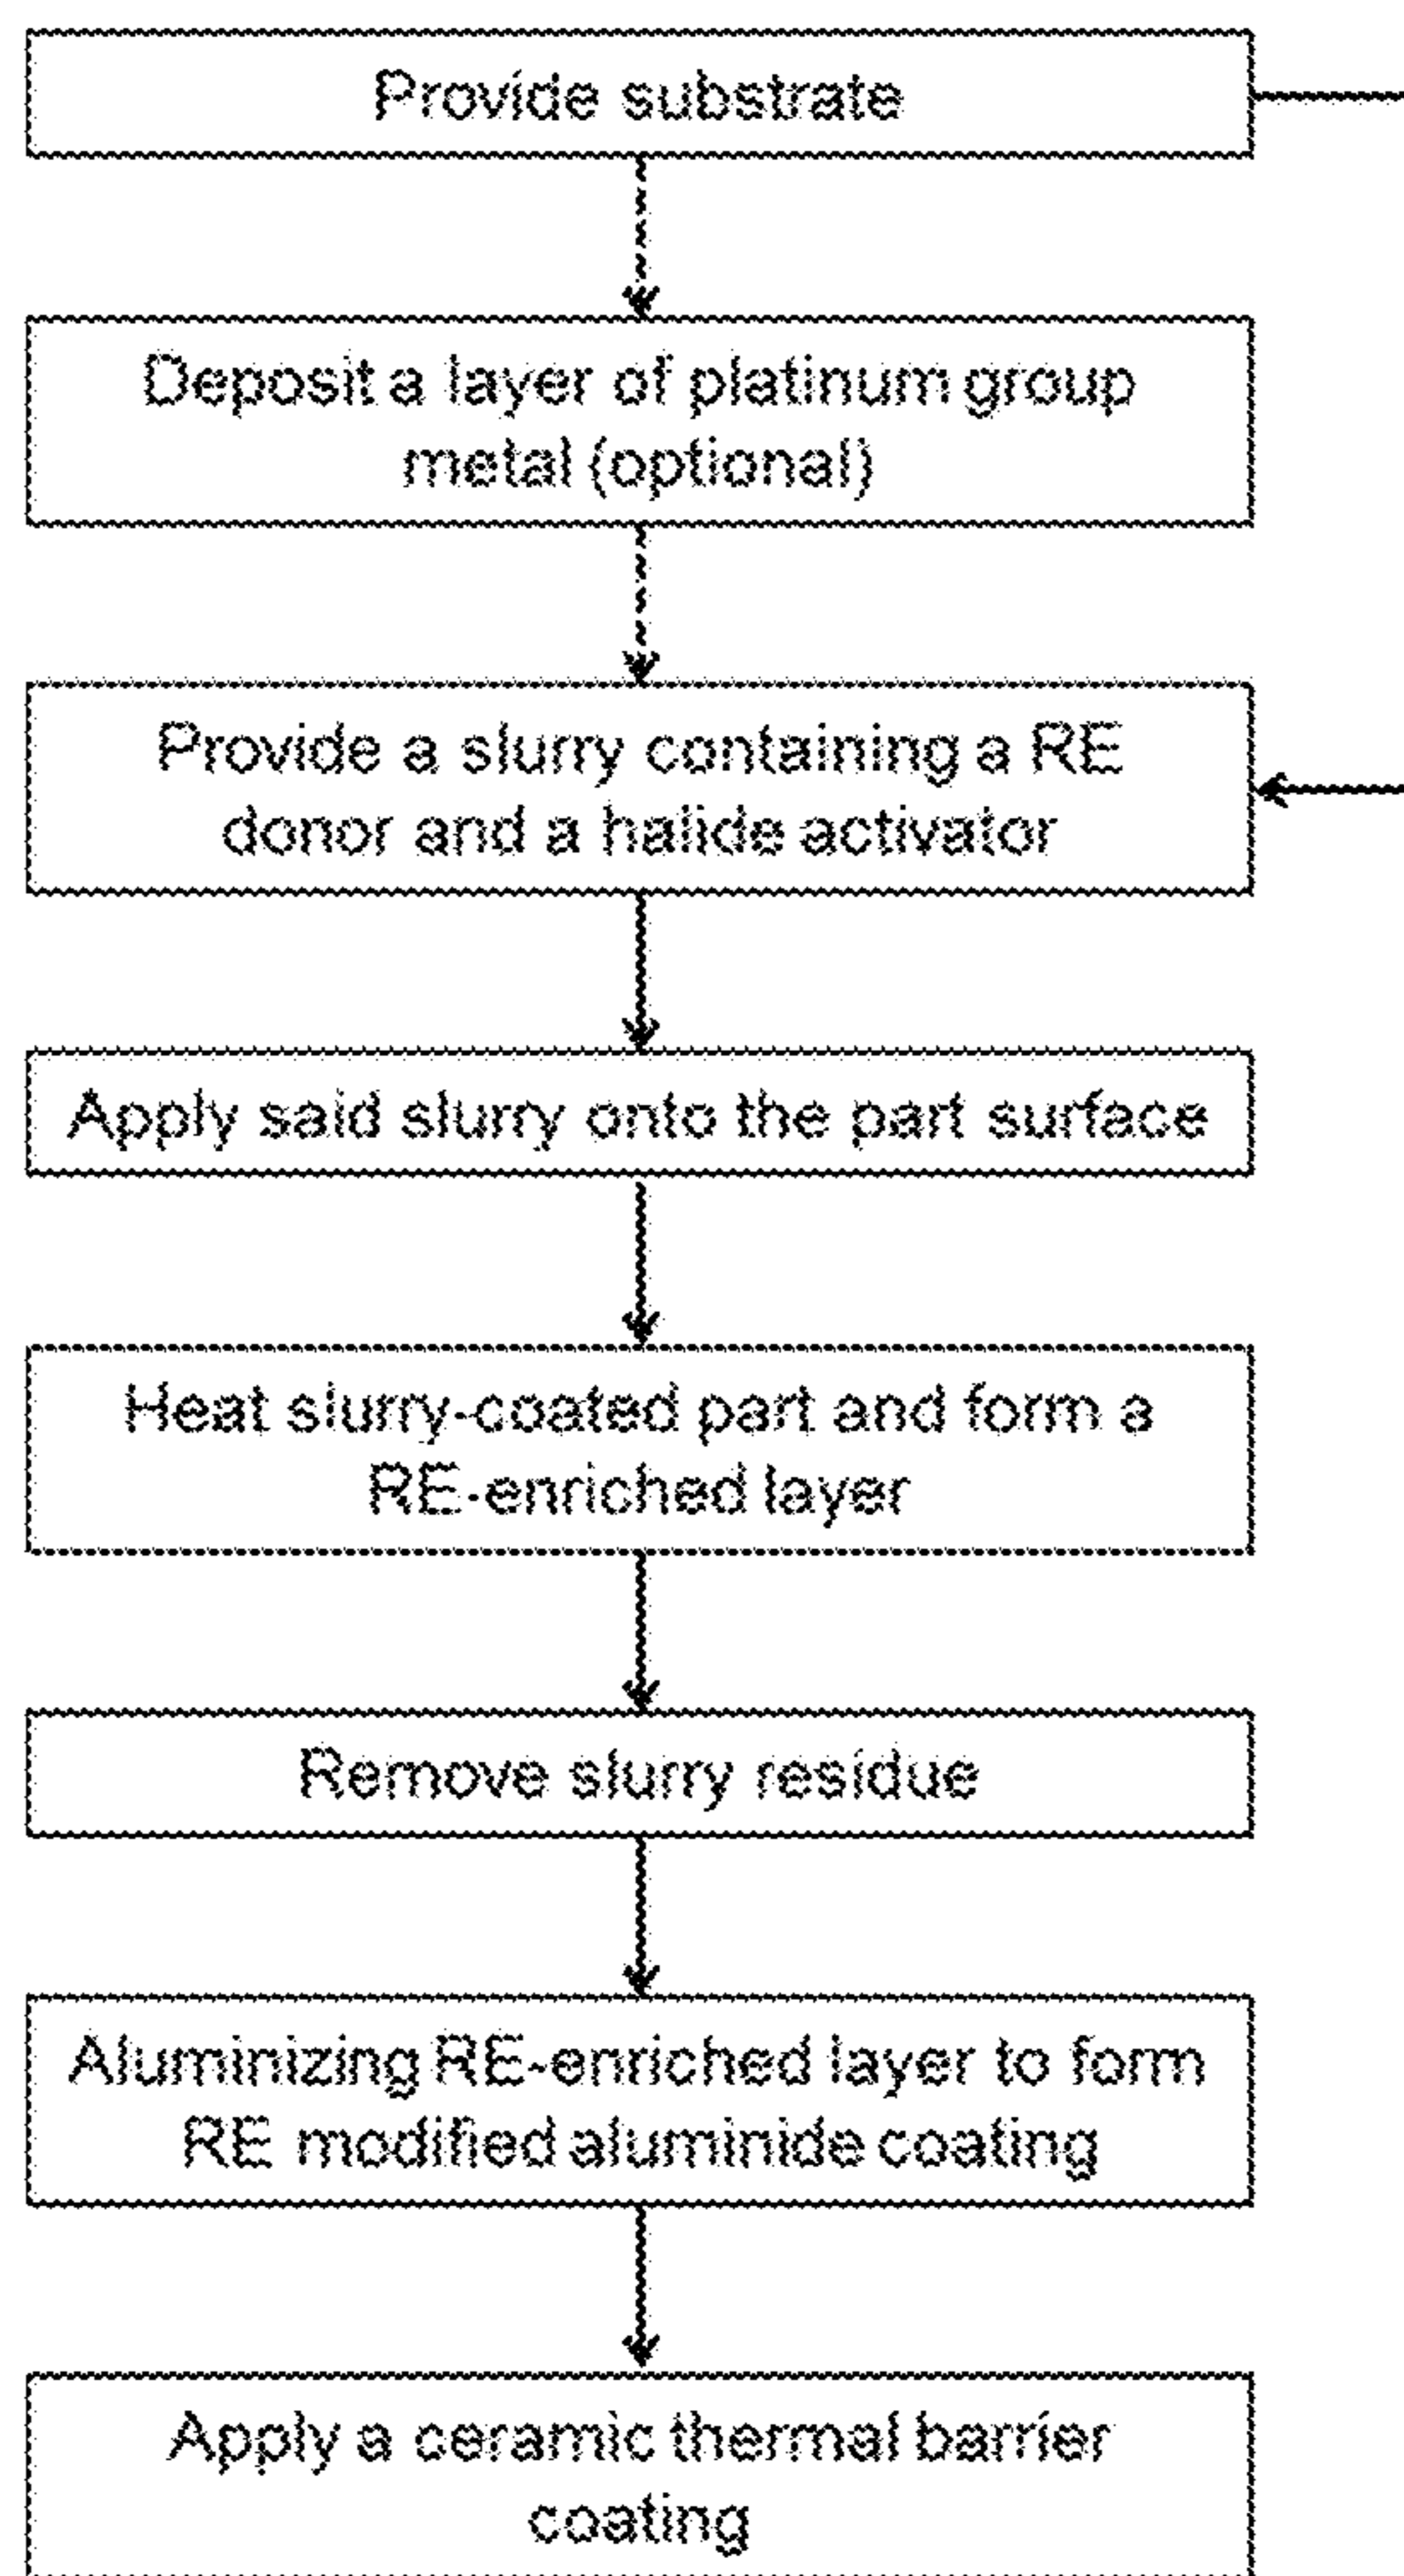 Provide substrate
Deposit a layer of platinum group
metal (optional)
Provide a slurry containing a RE
donor and a halide activator
Apply said slurry onto the part surface
Heat slurry-coated part and form a
RE-enriched layer
Remove slurry residue
Aluminizing RE-enriched layer to form
RE modified aluminide coating
Apply a ceramic thermal barrier
coating